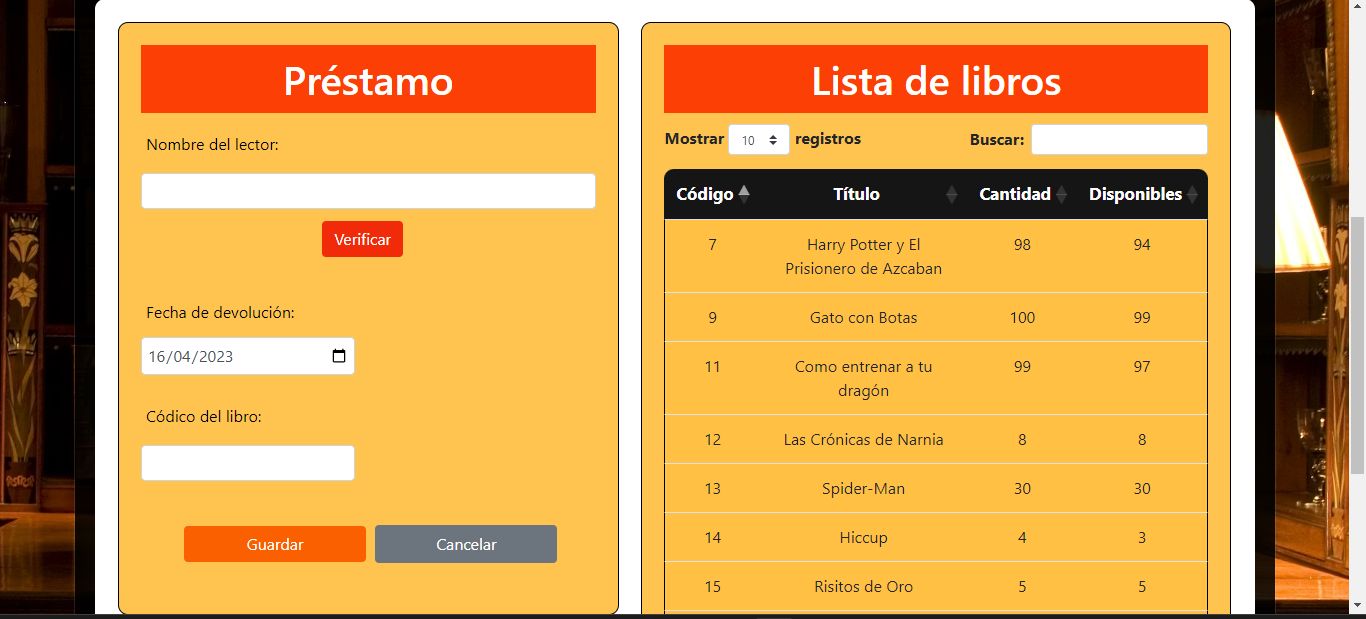 Préstamo
Nombre del lector:
Verificar
Fecha de devolución:
16/04/2023
Códico del libro:
Guardar Cancelar
Lista de libros
Mostrar 10 registros Buscar:
Código Título Cantidad Disponibles
7 Harry Potter y El 98 94
Prisionero de Azcaban
9 Gato con Botas 100 99
11 Como entrenar a tu 99 97
dragón
12 Las Crónicas de Narnia 8 8
13 Spider-Man 30 30
14 Hiccup 4 3
15 Risitos de Oro 5 5